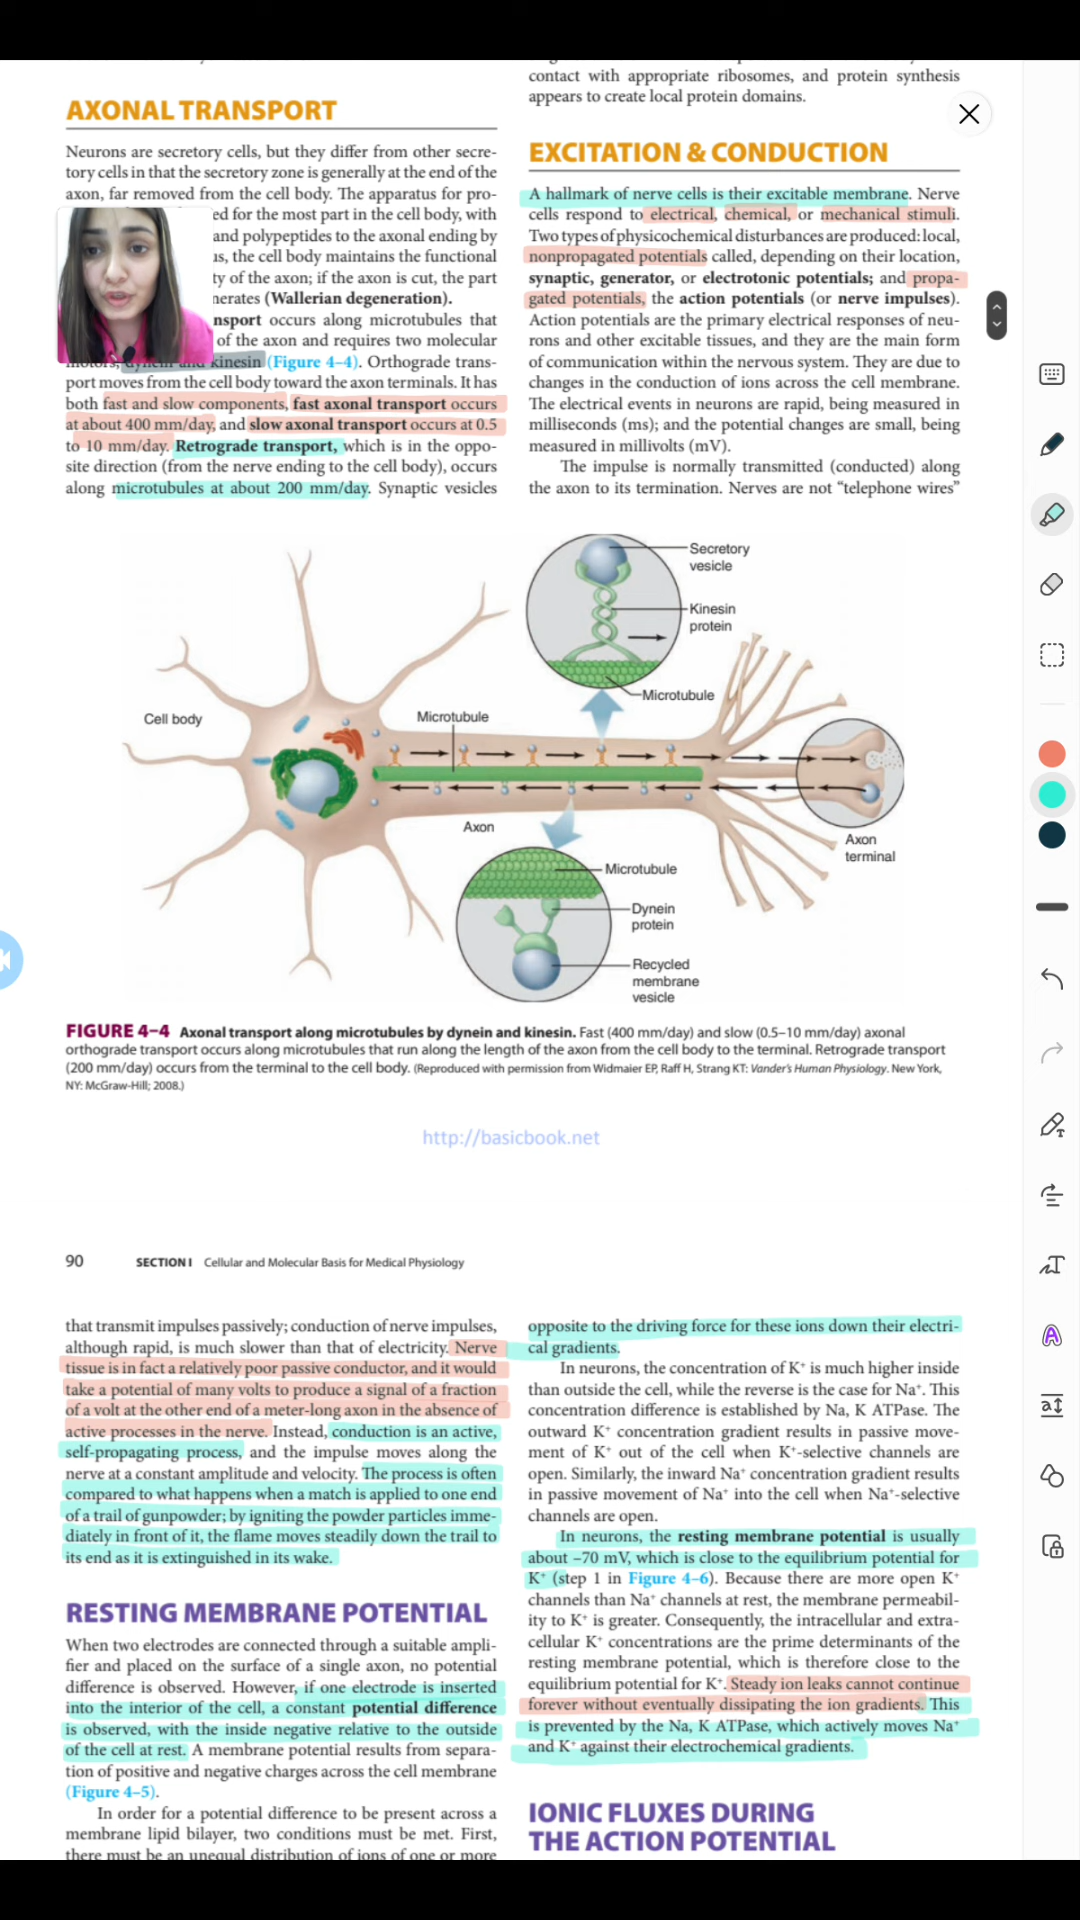 AXONAL TRANSPORT
Neurons are secretory cells, but they differ from other secre-
tory cells in that the secretory zone is generally at the end of the
axon, far removed from the cell body. The apparatus for pro-
ed for the most part in the cell body, with
and polypeptides to the axonal ending by
us, the cell body maintains the functional
ty of the axon; if the axon is cut, the part
nerates (Wallerian degeneration).
nsport occurs along microtubules that
of the axon and requires two molecular
motors, dynein and kinesin (Figure 4–4). Orthograde trans-
port moves from the cell body toward the axon terminals. It has
both fast and slow components, fast axonal transport occurs
at about 400 mm/day, and slow axonal transport occurs at 0.5
to 10 mm/day. Retrograde transport, which is in the oppo-
site direction (from the nerve ending to the cell body), occurs
along microtubules at about 200 mm/day. Synaptic vesicles
contact with appropriate ribosomes, and protein synthesis
appears to create local protein domains.
EXCITATION & CONDUCTION
A hallmark of nerve cells is their excitable membrane. Nerve
cells respond to electrical, chemical, or mechanical stimuli.
Two types of physicochemical disturbances are produced: local,
nonpropagated potentials called, depending on their location,
synaptic, generator, or electrotonic potentials; and propa-
gated potentials, the action potentials (or nerve impulses).
Action potentials are the primary electrical responses of neu-
rons and other excitable tissues, and they are the main form
of communication within the nervous system. They are due to
changes in the conduction of ions across the cell membrane.
The electrical events in neurons are rapid, being measured in
milliseconds (ms); and the potential changes are small, being
measured in millivolts (mV).
The impulse is normally transmitted (conducted) along
the axon to its termination. Nerves are not “telephone wires”
Secretory
vesicle
Kinesin
protein
Microtubule
Cell body
Microtubule
Axon
Axon
terminal
Microtubule
Dynein
protein
Recycled
membrane
vesicle
FIGURE 4–4 Axonal transport along microtubules by dynein and kinesin. Fast (400 mm/day) and slow (0.5–10 mm/day) axonal
orthograde transport occurs along microtubules that run along the length of the axon from the cell body to the terminal. Retrograde transport
(200 mm/day) occurs from the terminal to the cell body. (Reproduced with permission from Widmaier EP, Raff H, Strang KT: Vander's Human Physiology. New York,
NY: McGraw-Hill; 2008.)
http://basicbook.net
90 SECTION I Cellular and Molecular Basis for Medical Physiology
that transmit impulses passively; conduction of nerve impulses,
although rapid, is much slower than that of electricity. Nerve
tissue is in fact a relatively poor passive conductor, and it would
take a potential of many volts to produce a signal of a fraction
of a volt at the other end of a meter-long axon in the absence of
active processes in the nerve. Instead, conduction is an active,
self-propagating process, and the impulse moves along the
nerve at a constant amplitude and velocity. The process is often
compared to what happens when a match is applied to one end
of a trail of gunpowder; by igniting the powder particles imme-
diately in front of it, the flame moves steadily down the trail to
its end as it is extinguished in its wake.
RESTING MEMBRANE POTENTIAL
When two electrodes are connected through a suitable ampli-
fier and placed on the surface of a single axon, no potential
difference is observed. However, if one electrode is inserted
into the interior of the cell, a constant potential difference
is observed, with the inside negative relative to the outside
of the cell at rest. A membrane potential results from separa-
tion of positive and negative charges across the cell membrane
(Figure 4–5).
In order for a potential difference to be present across a
membrane lipid bilayer, two conditions must be met. First,
there must be an unequal distribution of ions of one or more
opposite to the driving force for these ions down their electri-
cal gradients.
In neurons, the concentration of K⁺ is much higher inside
than outside the cell, while the reverse is the case for Na⁺. This
concentration difference is established by Na, K ATPase. The
outward K⁺ concentration gradient results in passive move-
ment of K⁺ out of the cell when K⁺-selective channels are
open. Similarly, the inward Na⁺ concentration gradient results
in passive movement of Na⁺ into the cell when Na⁺-selective
channels are open.
In neurons, the resting membrane potential is usually
about –70 mV, which is close to the equilibrium potential for
K⁺ (step 1 in Figure 4–6). Because there are more open K⁺
channels than Na⁺ channels at rest, the membrane permeabil-
ity to K⁺ is greater. Consequently, the intracellular and extra-
cellular K⁺ concentrations are the prime determinants of the
resting membrane potential, which is therefore close to the
equilibrium potential for K⁺. Steady ion leaks cannot continue
forever without eventually dissipating the ion gradients. This
is prevented by the Na, K ATPase, which actively moves Na⁺
and K⁺ against their electrochemical gradients.
IONIC FLUXES DURING
THE ACTION POTENTIAL